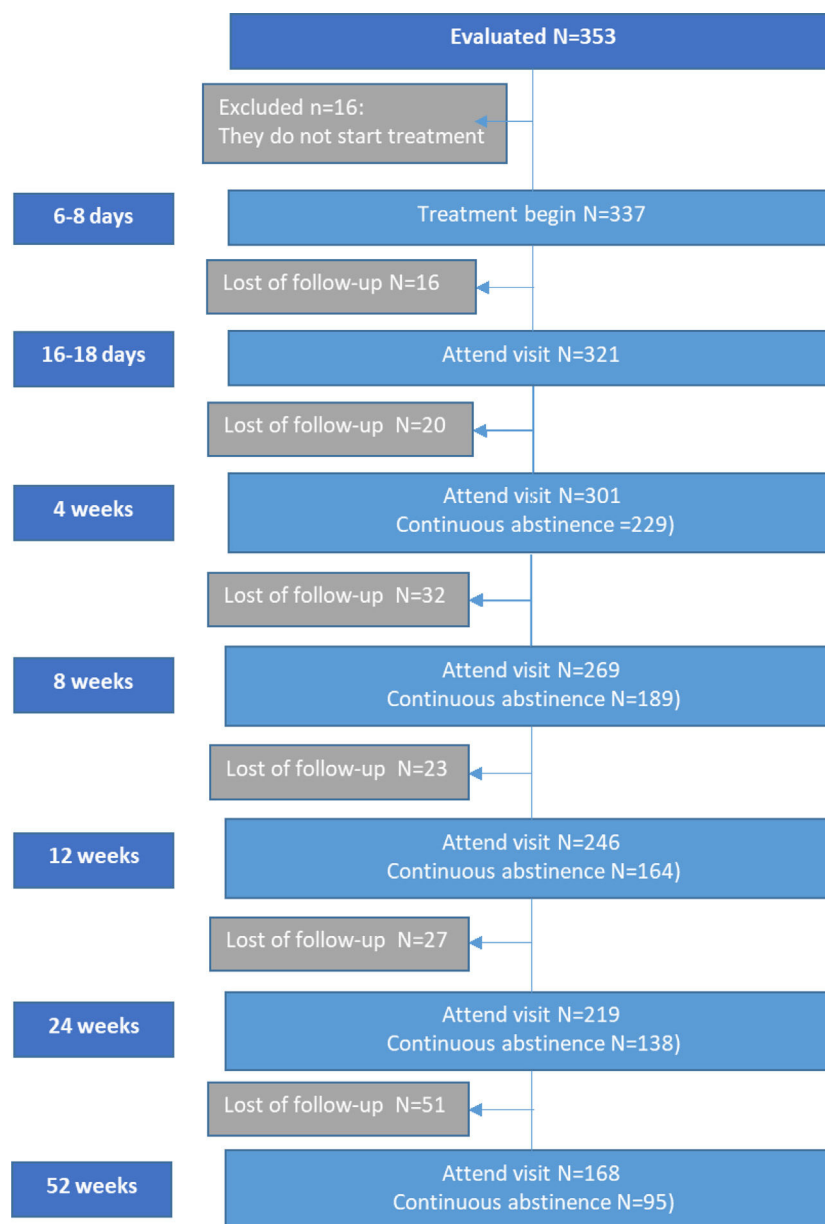 Evaluated N=353
Excluded n=16:
They do not start treatment
6-8 days
Treatment begin N=337
Lost of follow-up N=16
16-18 days
Attend visit N=321
Lost of follow-up N=20
4 weeks
Attend visit N=301
Continuous abstinence =229)
Lost of follow-up N=32
8 weeks
Attend visit N=269
Continuous abstinence N=189)
Lost of follow-up N=23
12 weeks
Attend visit N=246
Continuous abstinence N=164)
Lost of follow-up N=27
24 weeks
Attend visit N=219
Continuous abstinence N=138)
Lost of follow-up N=51
52 weeks
Attend visit N=168
Continuous abstinence N=95)